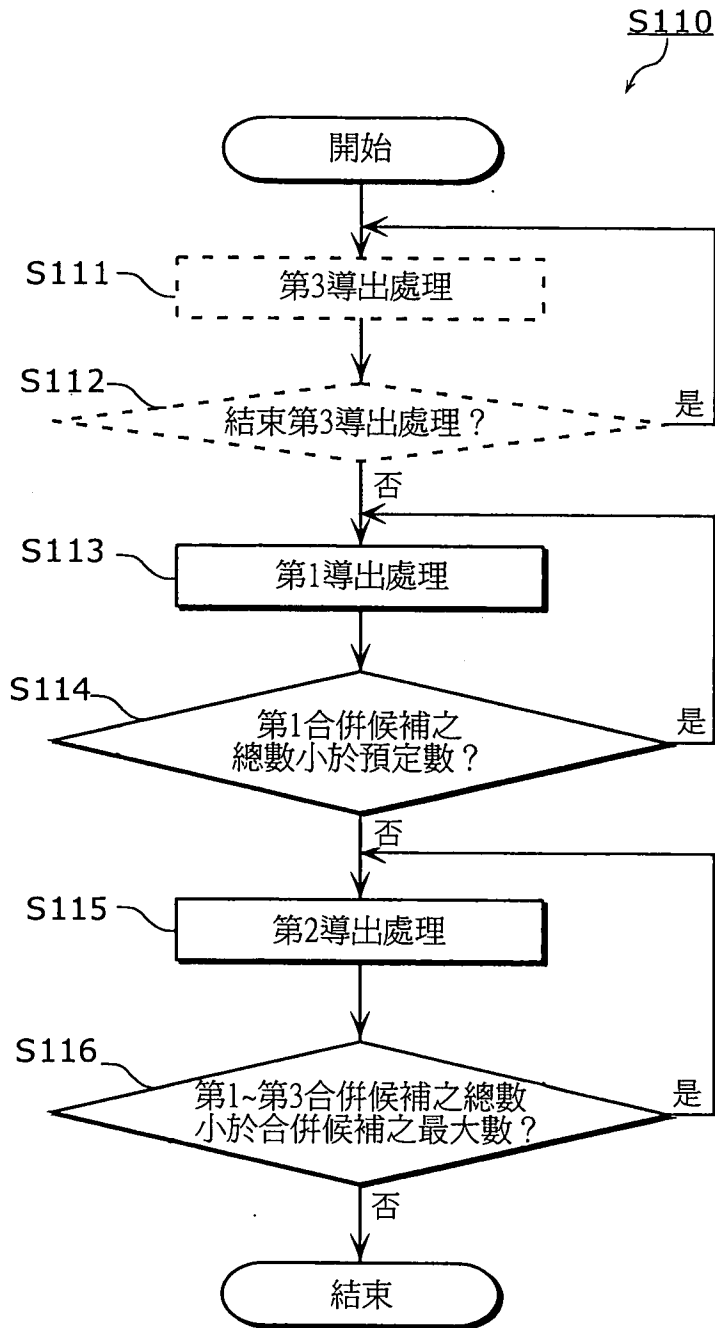 S110
開始
S111
第3導出處理
S112
結束第3導出處理？
是
否
S113
第1導出處理
S114
第1合併候補之
總數小於預定數？
是
否
S115
第2導出處理
S116
第1~第3合併候補之總數
小於合併候補之最大數？
是
否
結束